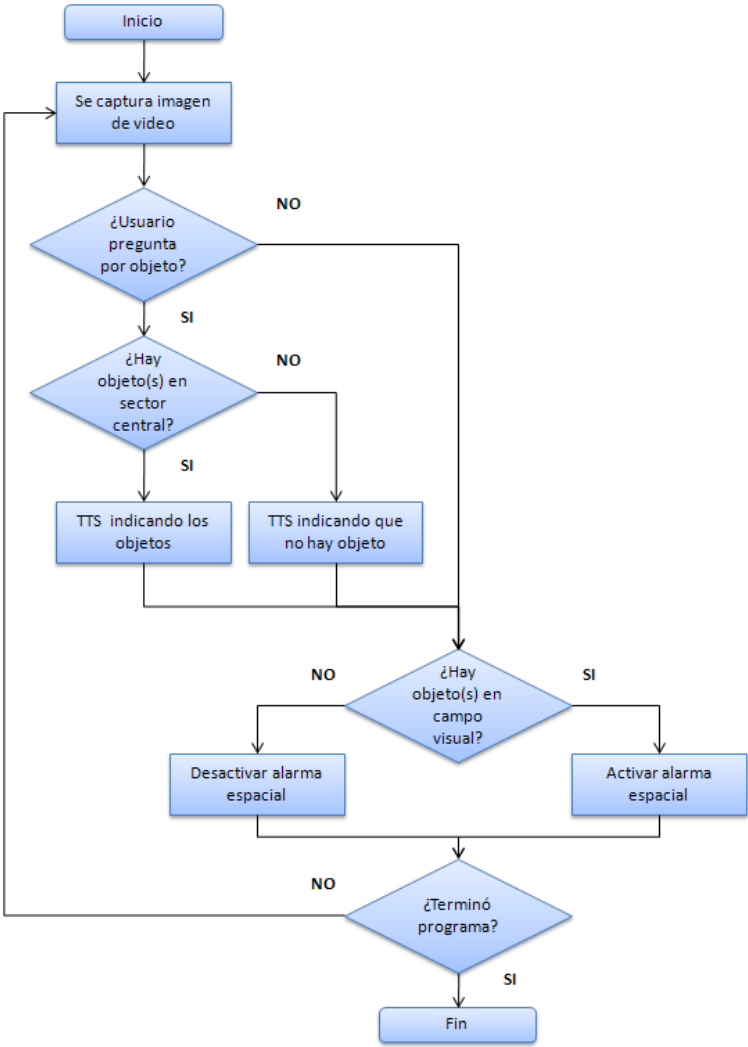 Inicio
Se captura imagen
de video
¿Usuario
pregunta
por objeto?
NO
SI
¿Hay
objeto(s) en
sector
central?
NO
SI
TTS indicando los
objetos
TTS indicando que
no hay objeto
¿Hay
objeto(s) en
campo
visual?
NO
SI
Desactivar alarma
espacial
Activar alarma
espacial
¿Terminó
programa?
NO
SI
Fin